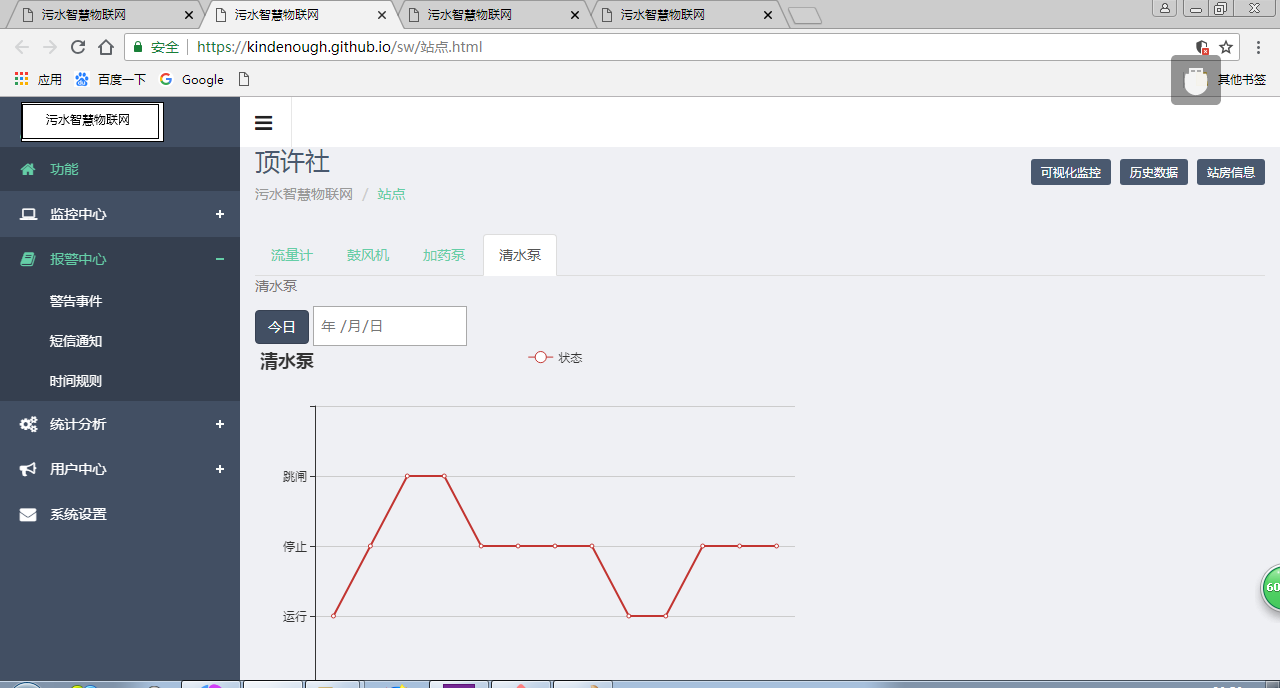 污水智慧物联网
污水智慧物联网
污水智慧物联网
污水智慧物联网
安全 https://kindenough.github.io/sw/站点.html
应用 百度一下 Google 其他书签
污水智慧物联网
功能
监控中心 +
报警中心 −
警告事件
短信通知
时间规则
统计分析 +
用户中心 +
系统设置
顶许社
污水智慧物联网 / 站点
可视化监控 历史数据 站房信息
流量计 鼓风机 加药泵 清水泵
清水泵
今日 年 /月/日
清水泵
状态
跳闸
停止
运行
60